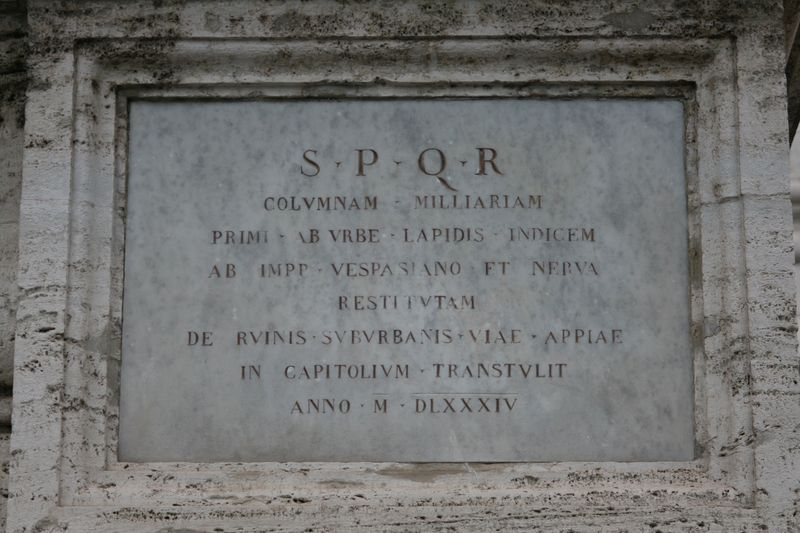 S · P · Q · R
COLVMNAM · MILLIARIAM
PRIMI · AB VRBE · LAPIDIS · INDICEM
AB IMPP · VESPASIANO · ET NERVA
RESTITVTAM
DE RVINIS · SVBVRBANIS · VIAE · APPIAE
IN CAPITOLIVM · TRANSTVLIT
ANNO · M · DLXXXIV